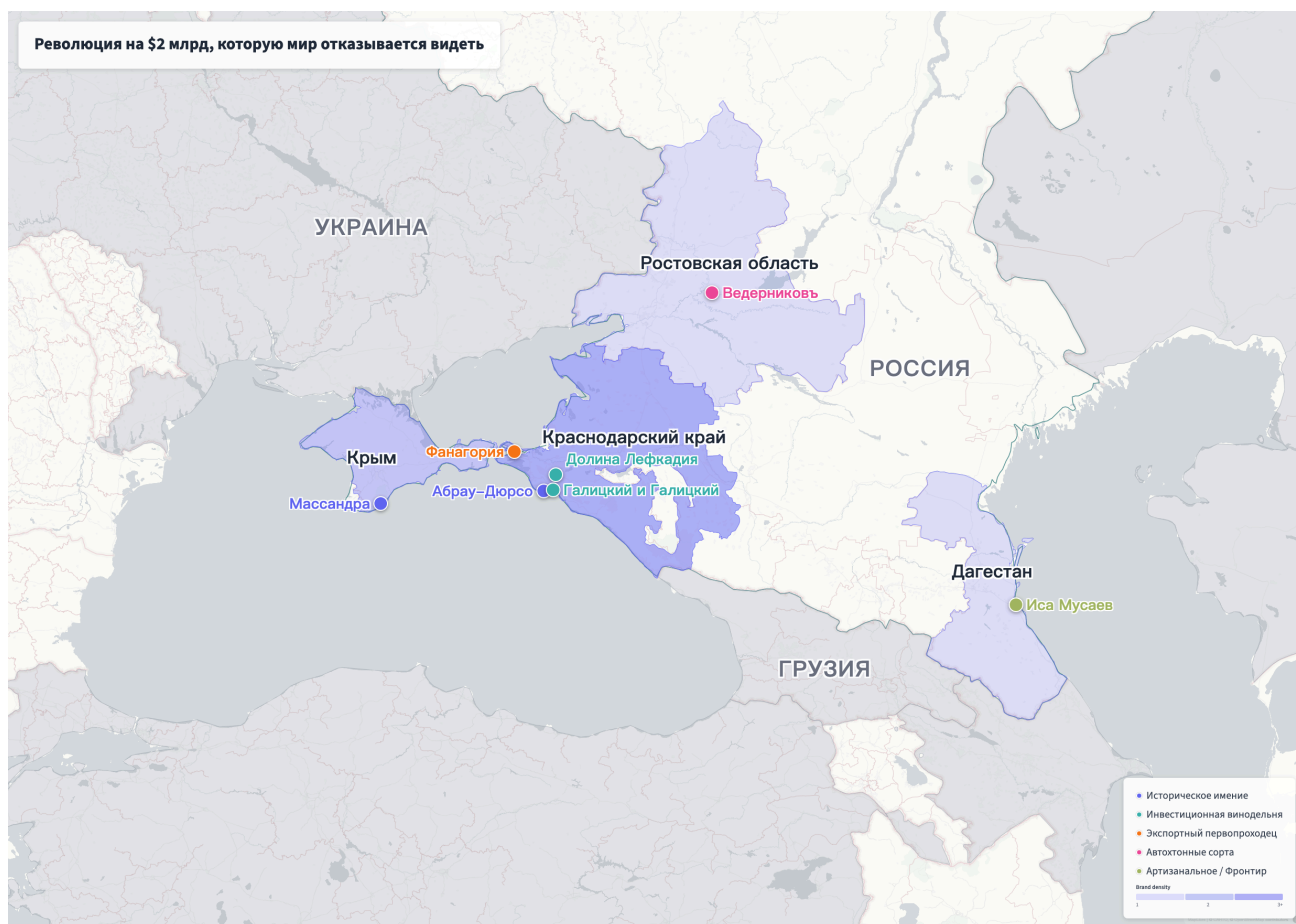 Революция на $2 млрд, которую мир отказывается видеть
УКРАИНА
Ростовская область
Ведерниковъ
РОССИЯ
Краснодарский край
Фанагория
Крым
Долина Лефкадия
Абрау-Дюрсо
Галицкий и Галицкий
Массандра
Дагестан
Иса Мусаев
ГРУЗИЯ
Историческое имение
Инвестиционная винодельня
Экспортный первопроходец
Автохтонные сорта
Артизанальное / Фронтир
Brand density
1 2 3+